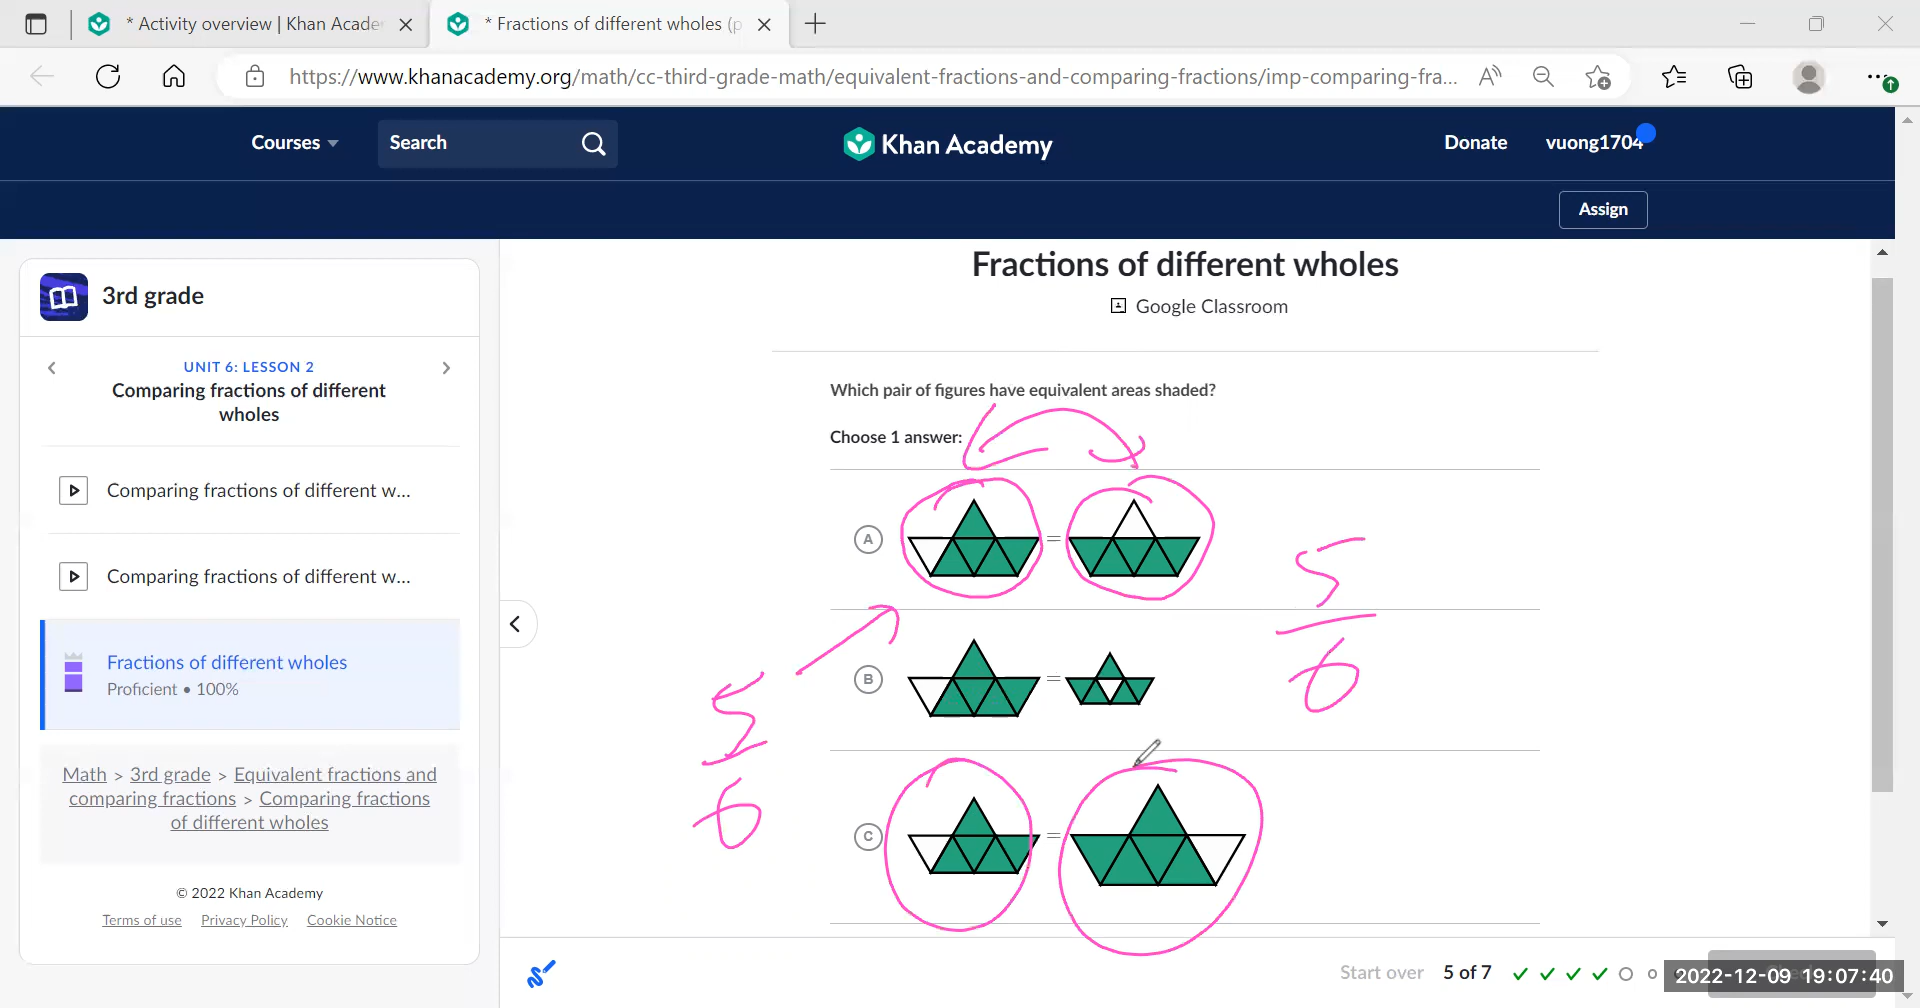 * Activity overview | Khan Acade
* Fractions of different wholes (p
https://www.khanacademy.org/math/cc-third-grade-math/equivalent-fractions-and-comparing-fractions/imp-comparing-fra...
Courses
Search
Khan Academy
Donate
vuong1704
Assign
3rd grade
UNIT 6: LESSON 2
Comparing fractions of different
wholes
Comparing fractions of different w...
Comparing fractions of different w...
Fractions of different wholes
Proficient • 100%
Math > 3rd grade > Equivalent fractions and
comparing fractions > Comparing fractions
of different wholes
© 2022 Khan Academy
Terms of use Privacy Policy Cookie Notice
Fractions of different wholes
Google Classroom
Which pair of figures have equivalent areas shaded?
Choose 1 answer:
A =
5
6
B =
5
6
C =
Start over 5 of 7
2022-12-09 19:07:40